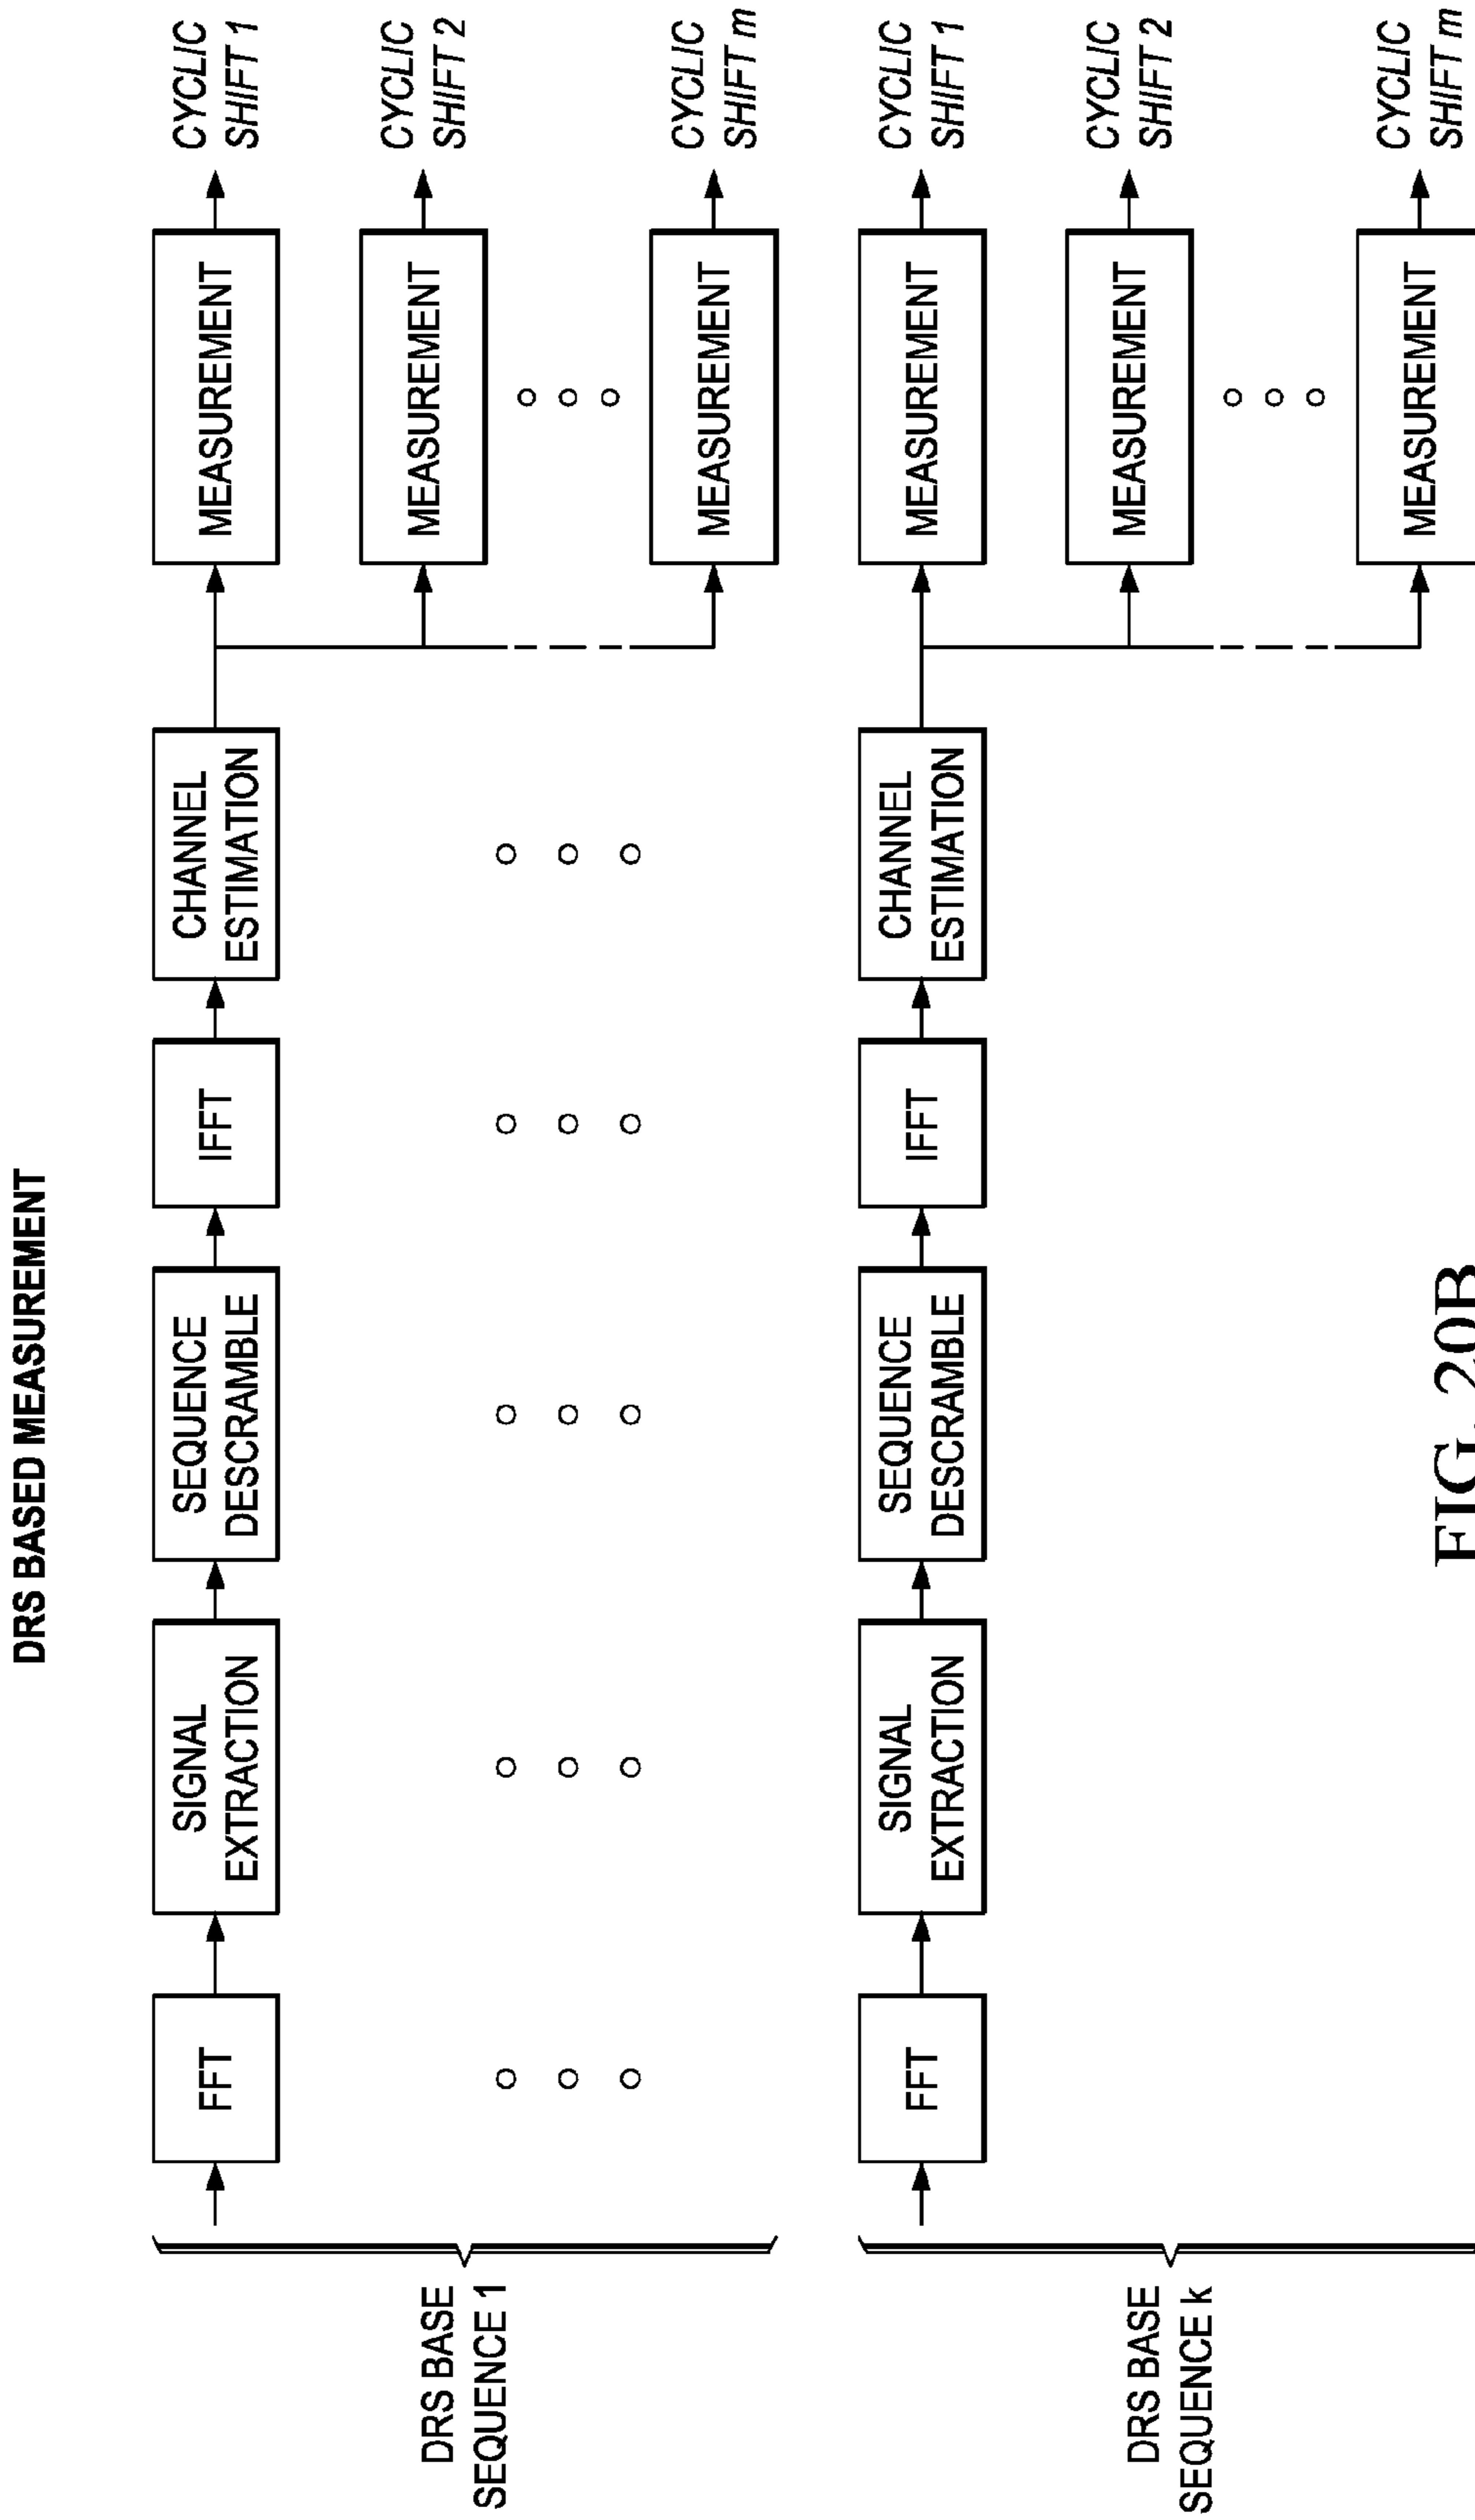 DRS BASED MEASUREMENT
DRS BASE
SEQUENCE 1
FFT
SIGNAL
EXTRACTION
SEQUENCE
DESCRAMBLE
IFFT
CHANNEL
ESTIMATION
MEASUREMENT
CYCLIC
SHIFT 1
MEASUREMENT
CYCLIC
SHIFT 2
MEASUREMENT
CYCLIC
SHIFT m
DRS BASE
SEQUENCE k
FFT
SIGNAL
EXTRACTION
SEQUENCE
DESCRAMBLE
IFFT
CHANNEL
ESTIMATION
MEASUREMENT
CYCLIC
SHIFT 1
MEASUREMENT
CYCLIC
SHIFT 2
MEASUREMENT
CYCLIC
SHIFT m
FIG. 20B